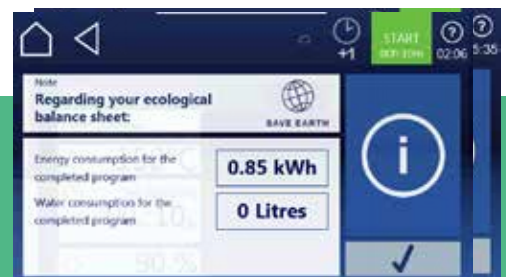 START
+1
02:06
5:35
Note
Regarding your ecological
balance sheet:
SAVE EARTH
Energy consumption for the
completed program
0.85 kWh
Water consumption for the
completed program
0 Litres
90 %